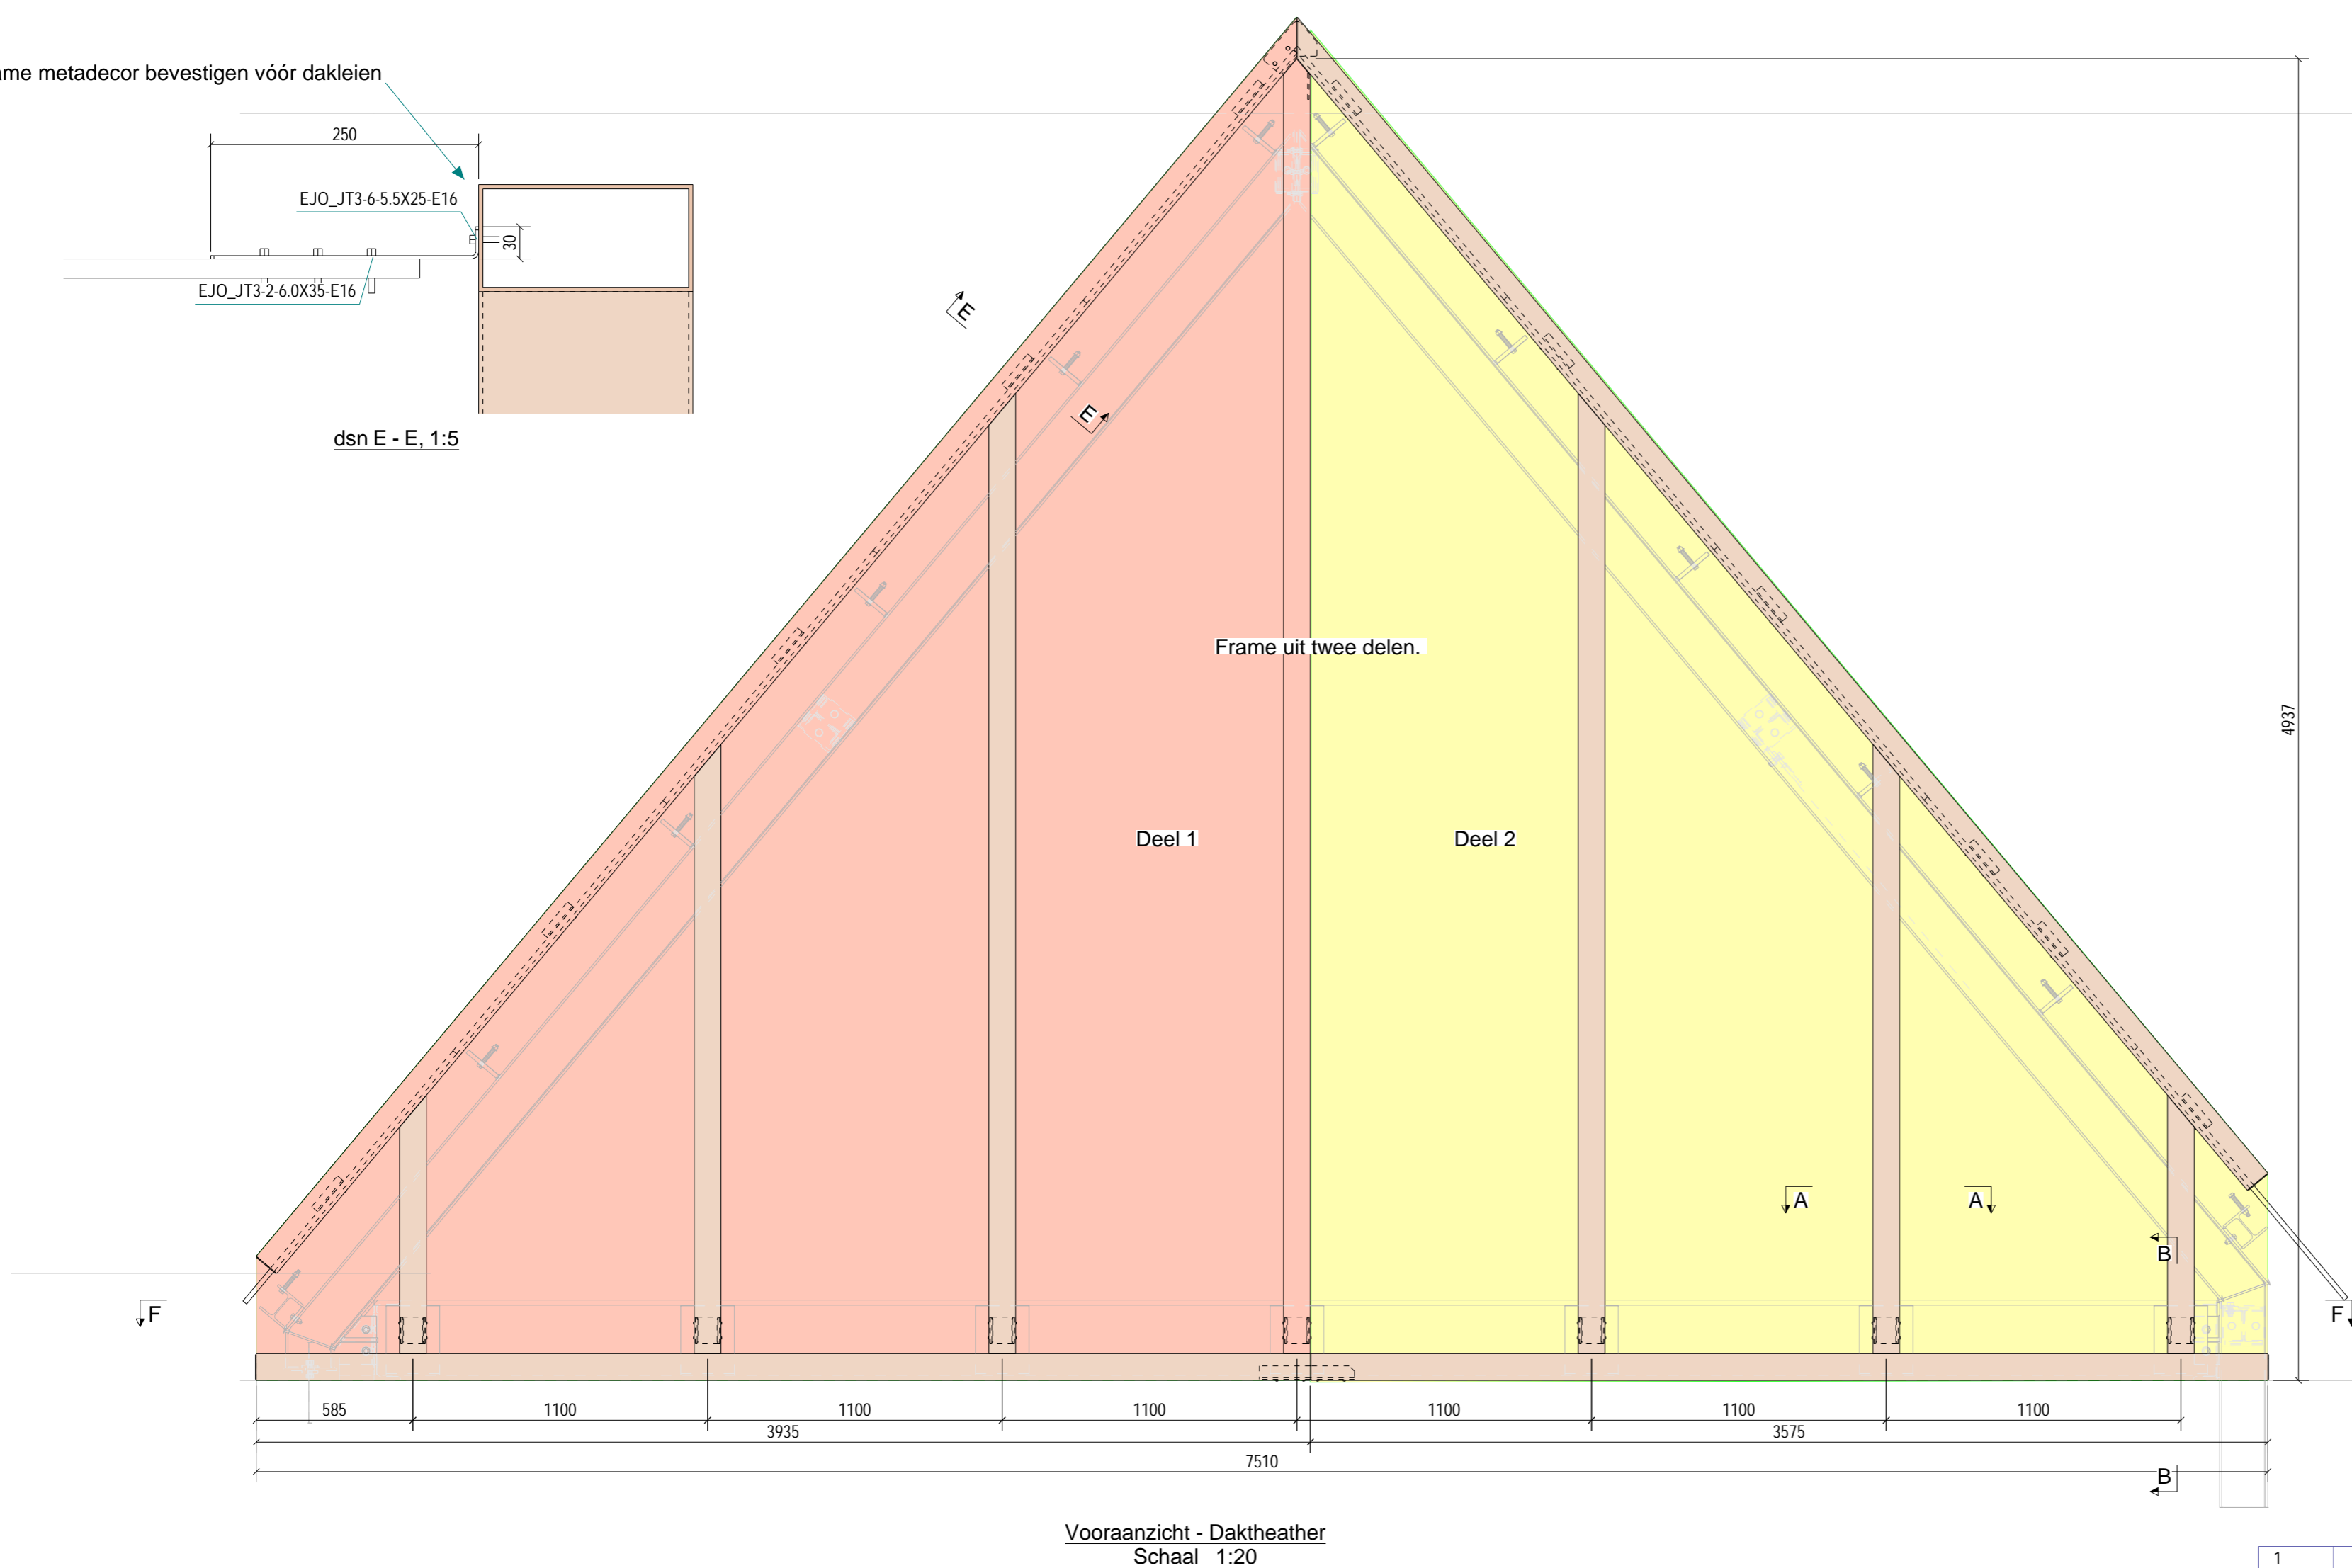 ame metadecor bevestigen vóór dakleien
250
EJO_JT3-6-5.5X25-E16
30
EJO_JT3-2-6.0X35-E16
dsn E - E, 1:5
E
E
Frame uit twee delen.
4937
Deel 1
Deel 2
A
A
B
F
F
585
1100
1100
1100
1100
1100
1100
3935
3575
7510
B
Vooraanzicht - Daktheather
Schaal 1:20
1